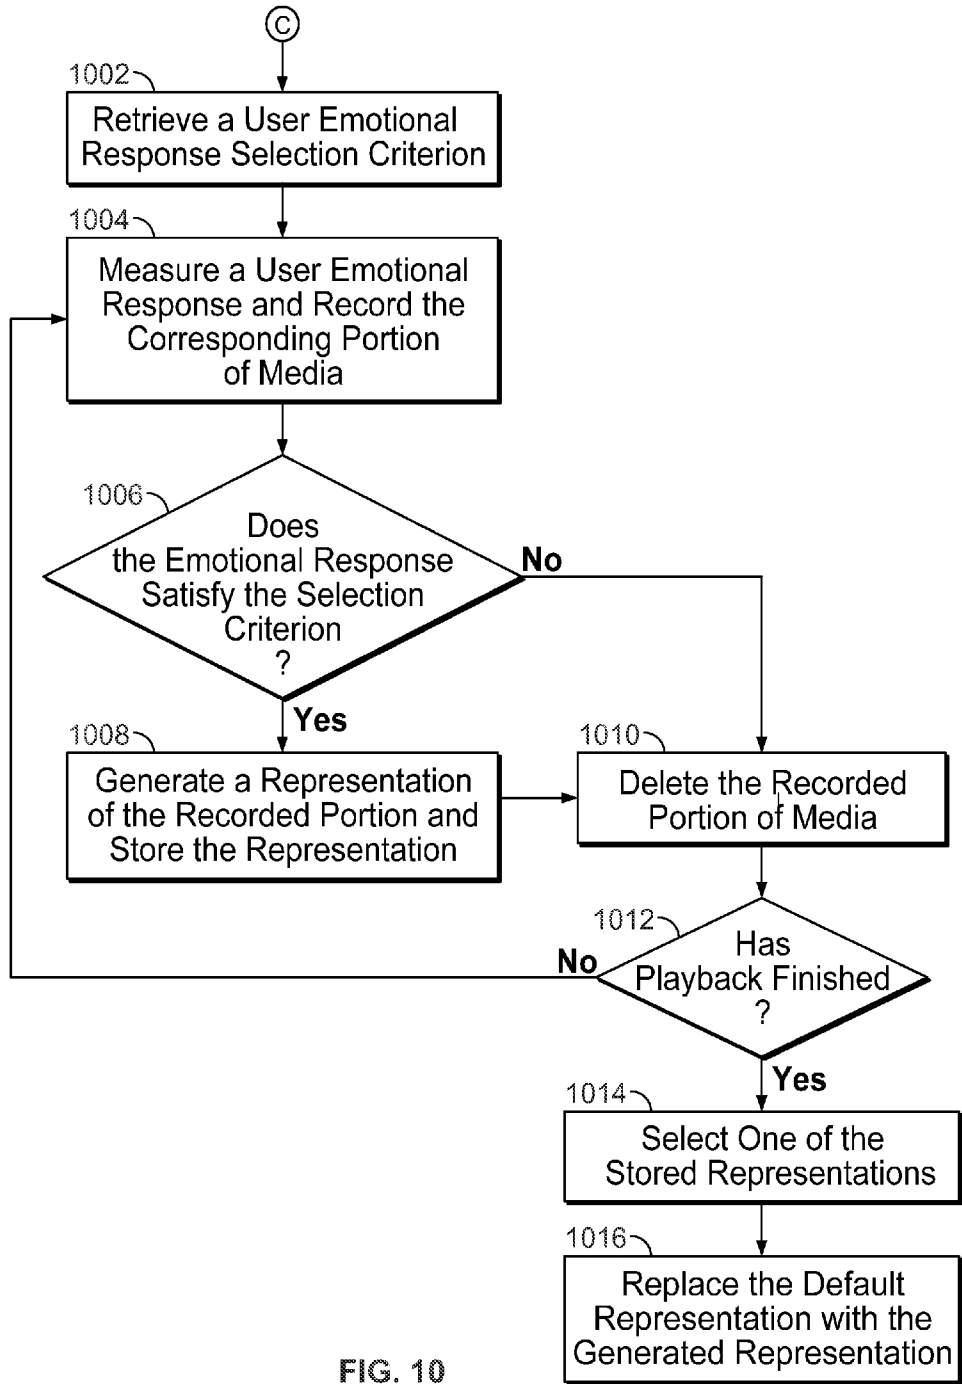 C
1002
Retrieve a User Emotional
Response Selection Criterion
1004
Measure a User Emotional
Response and Record the
Corresponding Portion
of Media
1006
Does
the Emotional Response
Satisfy the Selection
Criterion
?
No
Yes
1008
Generate a Representation
of the Recorded Portion and
Store the Representation
1010
Delete the Recorded
Portion of Media
1012
Has
Playback Finished
?
No
Yes
1014
Select One of the
Stored Representations
1016
Replace the Default
Representation with the
Generated Representation
FIG. 10